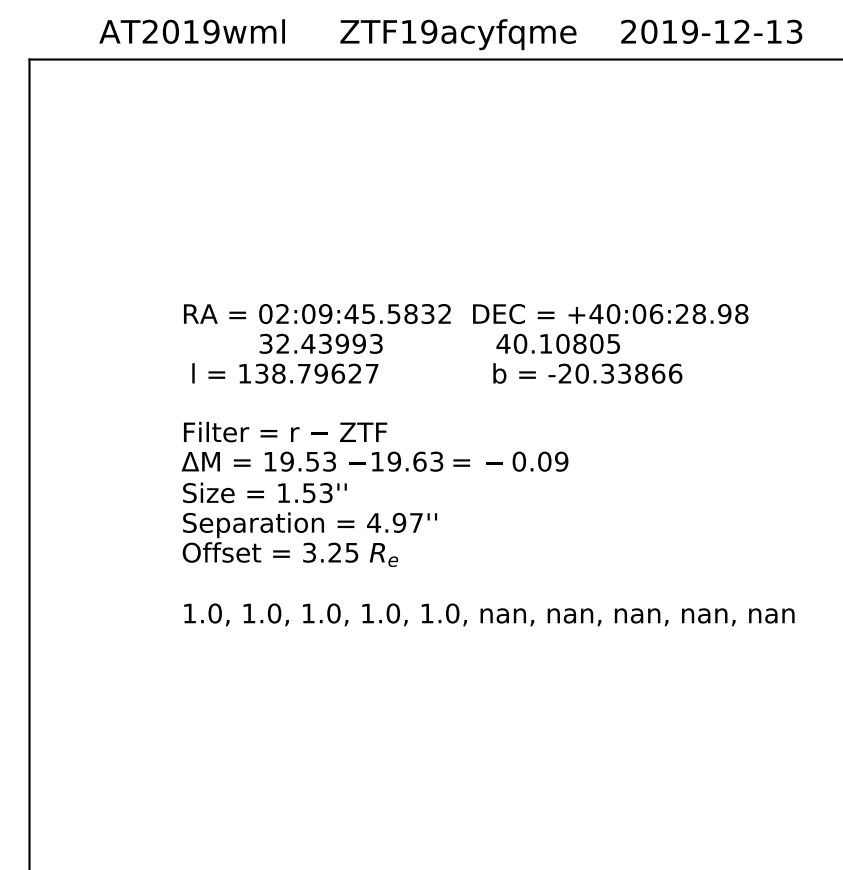 AT2019wml ZTF19acyfqme 2019-12-13
RA = 02:09:45.5832 DEC = +40:06:28.98
32.43993 40.10805
l = 138.79627 b = -20.33866
Filter = r − ZTF
ΔM = 19.53 −19.63 = − 0.09
Size = 1.53''
Separation = 4.97''
Offset = 3.25 Rₑ
1.0, 1.0, 1.0, 1.0, 1.0, nan, nan, nan, nan, nan